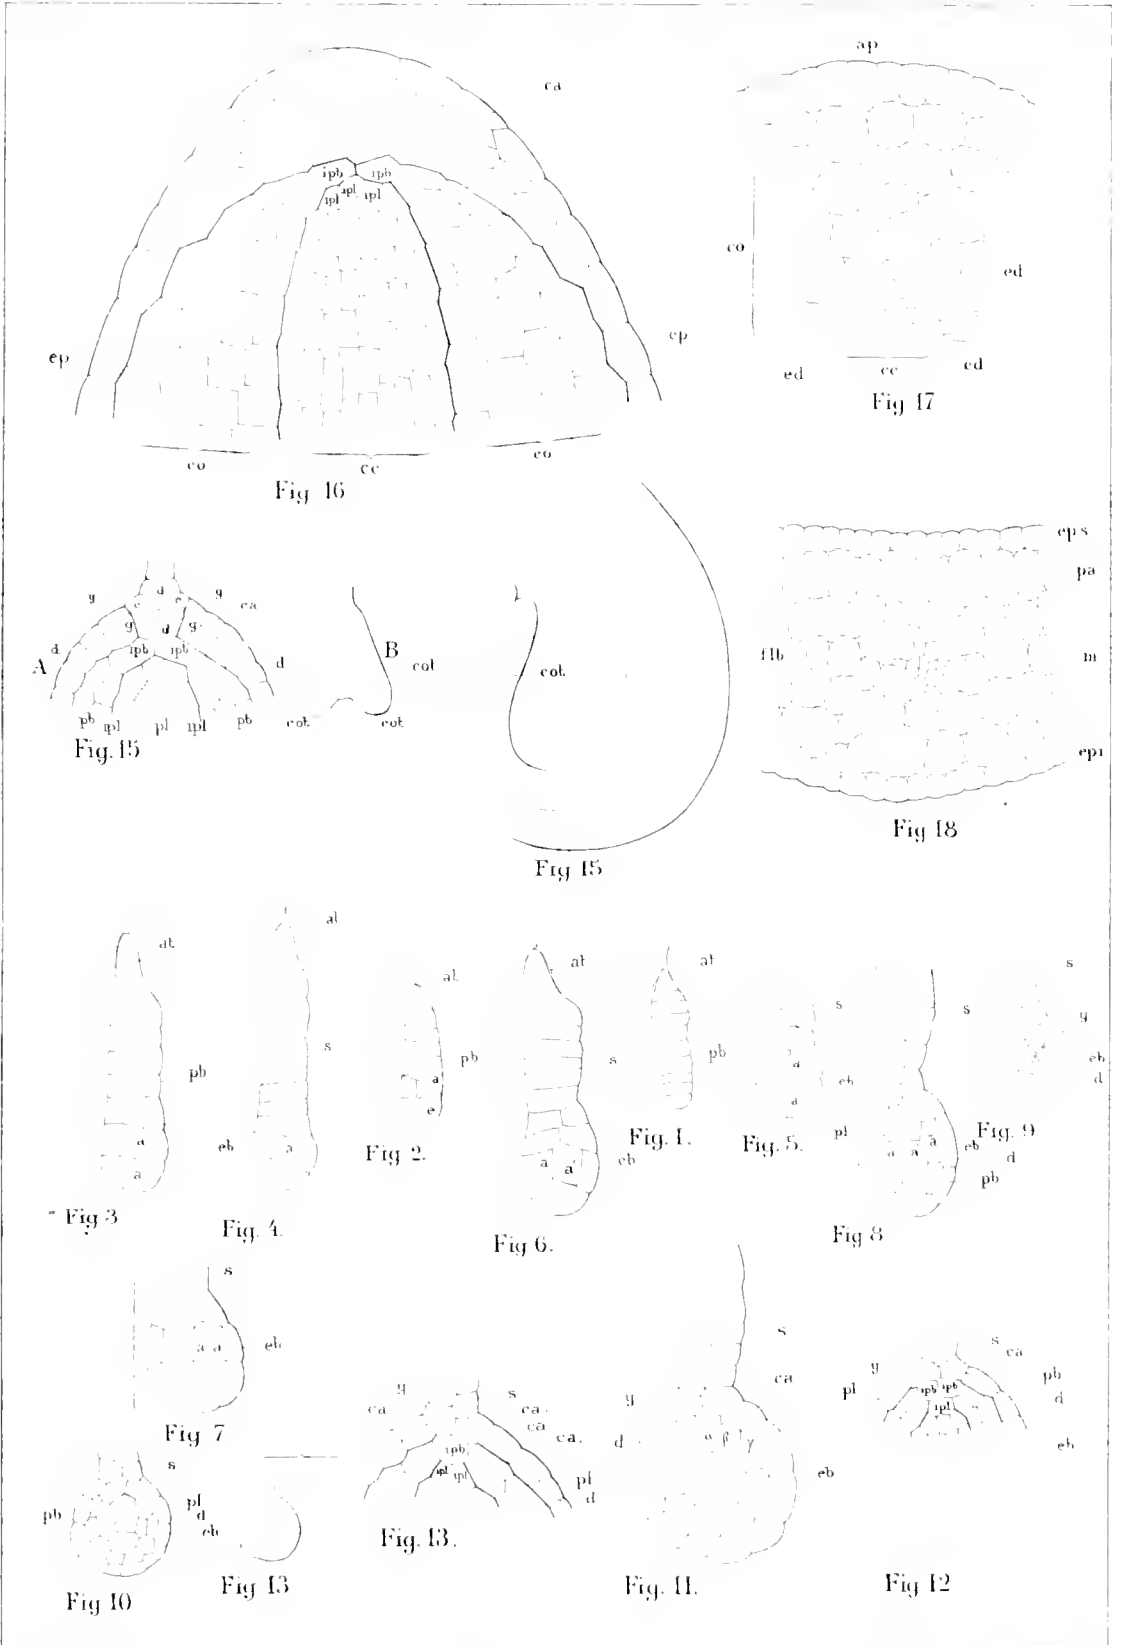 ca
ipb ipb
ipl ipl ipl
ep ep
co cc co
Fig 16
ap
co
ed
ed cc ed
Fig 17
y d y
e e ca
y d y
d ipb ipb d
A
pb ipl pl ipl pb
Fig. 15
B
cot
cot cot
cot
Fig 15
eps
pa
flb m
epi
Fig 18
at
pb
a
a
Fig 3
at
s
eb a
Fig. 4.
at
pb
a
e
Fig 2.
at
s
a a
eb
Fig 6.
at
pb
Fig. 1.
s
a
eb
a
Fig. 5.
s
pl
a a a
eb
d
pb
Fig 8
s
y
a
eb
d
Fig. 9
s
a a
eb
Fig 7
s
pb
pl
d
eb
Fig 10
Fig 13
y s
ca ca.
ca
ca.
ipb
ipl ipl
pl
d
Fig. 13.
s
ca
y
α β γ
d
eb
Fig. 11.
s
ca
y
pb
pl ipb ipb
d
ipl
eb
Fig 12